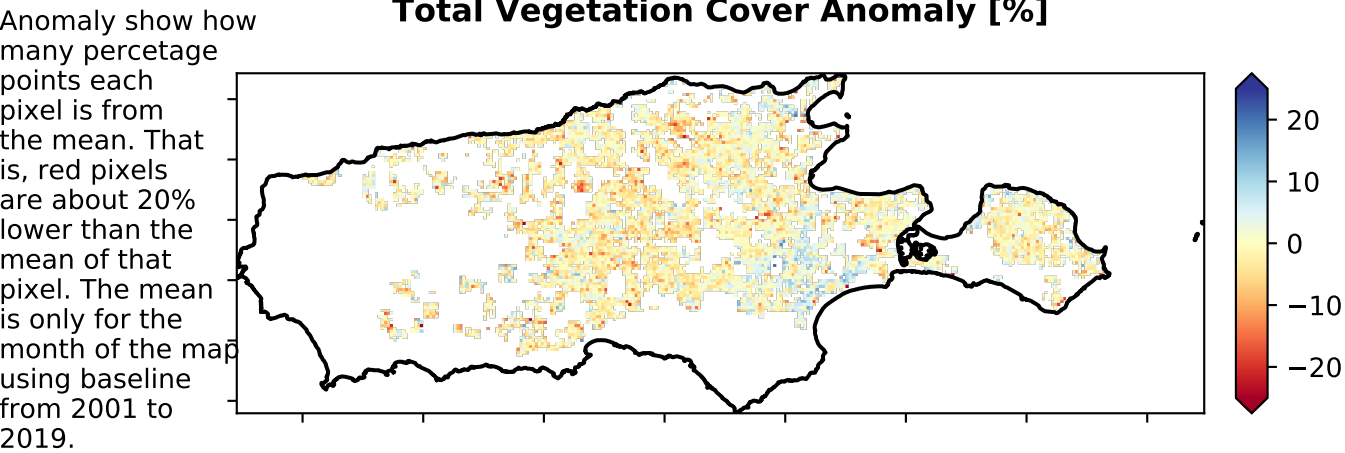 Total Vegetation Cover Anomaly [%]
Anomaly show how
many percetage
points each
pixel is from
the mean. That
is, red pixels
are about 20%
lower than the
mean of that
pixel. The mean
is only for the
month of the map
using baseline
from 2001 to
2019.
20
10
0
−10
−20